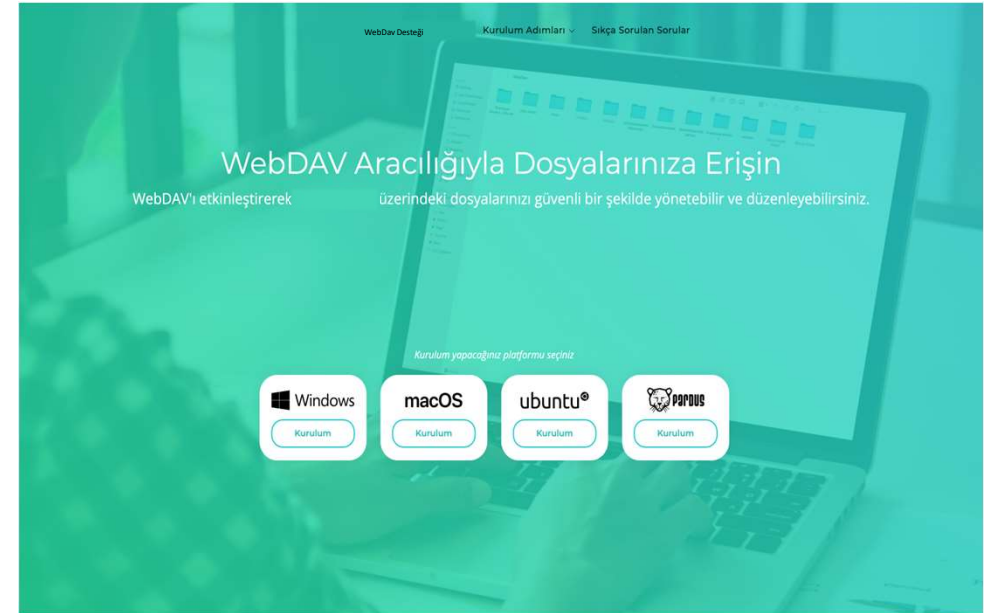 WebDav Desteği
Kurulum Adımları
Sıkça Sorulan Sorular
WebDAV Aracılığıyla Dosyalarınıza Erişin
WebDAV'ı etkinleştirerek üzerindeki dosyalarınızı güvenli bir şekilde yönetebilir ve düzenleyebilirsiniz.
Kurulum yapacağınız platformu seçiniz
Windows
Kurulum
macOS
Kurulum
ubuntu®
Kurulum
PARDUS
Kurulum